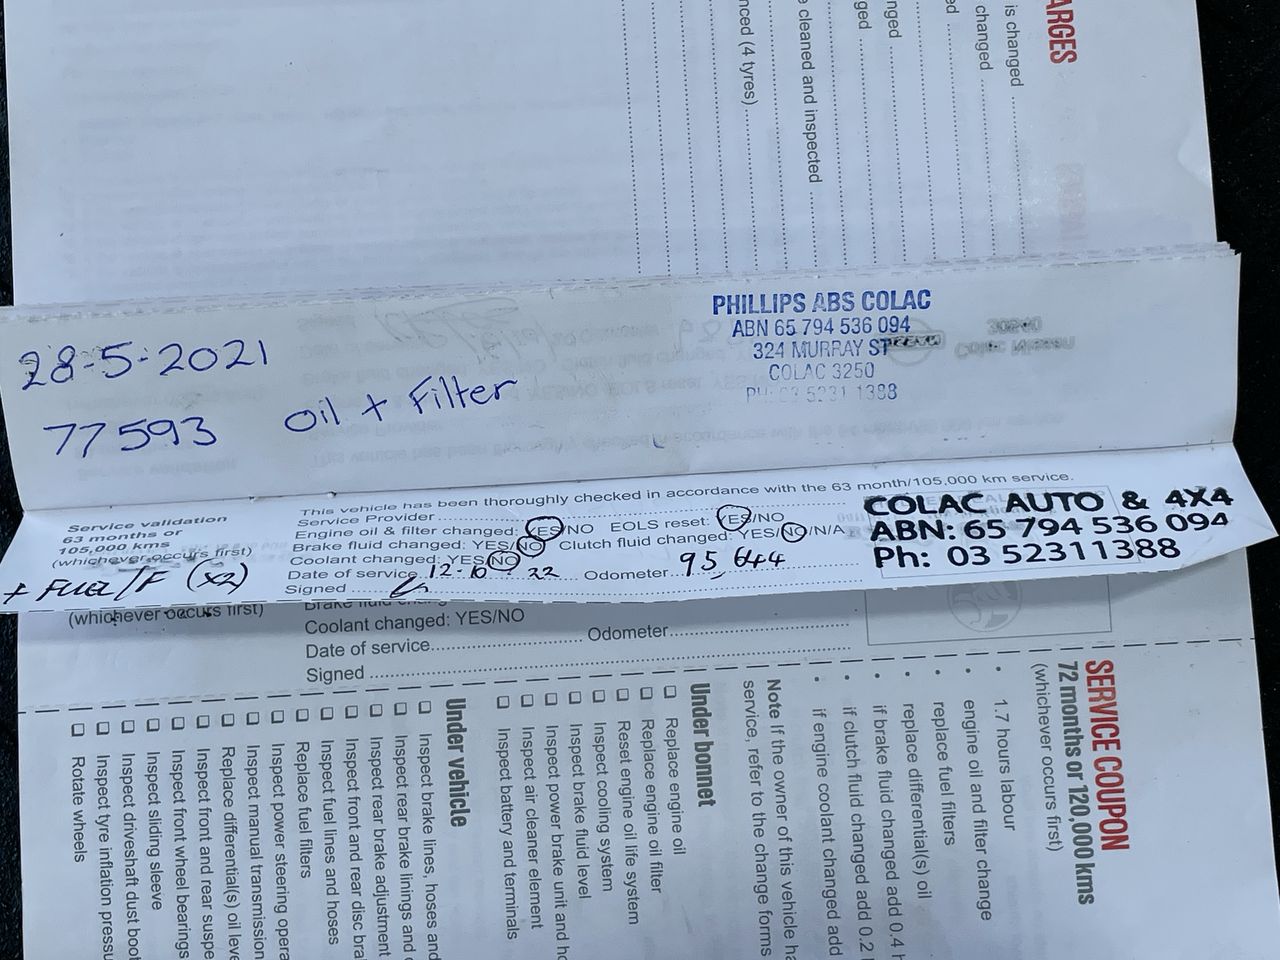 ARGES
is changed
changed
ed
nged
ged
e cleaned and inspected
nced (4 tyres)
28-5-2021
77593
Oil + Filter
PHILLIPS ABS COLAC
ABN 65 794 536 094
324 MURRAY ST
COLAC 3250
PH: 03 5231 1388
Service validation
63 months or
105,000 kms
(whichever occurs first)
+ FUEL/F (x2)
This vehicle has been thoroughly checked in accordance with the 63 month/105,000 km service.
Service Provider
Engine oil & filter changed: YES/NO EOLS reset: YES/NO
Brake fluid changed: YES/NO Clutch fluid changed: YES/NO/N/A
Coolant changed: YES/NO
Date of service 12-10 22 Odometer 95 644
Signed
COLAC AUTO & 4X4
ABN: 65 794 536 094
Ph: 03 52311388
(whichever occurs first)
Coolant changed: YES/NO
Date of service Odometer
Signed
SERVICE COUPON
72 months or 120,000 kms
(whichever occurs first)
• 1.7 hours labour
• engine oil and filter change
• replace fuel filters
• replace differential(s) oil
• if brake fluid changed add 0.4 h
• if clutch fluid changed add 0.2
• if engine coolant changed add
Note If the owner of this vehicle ha
service, refer to the change forms
Under bonnet
Replace engine oil
Replace engine oil filter
Reset engine oil life system
Inspect cooling system
Inspect brake fluid level
Inspect power brake unit and ho
Inspect air cleaner element
Inspect battery and terminals
Under vehicle
Inspect brake lines, hoses and
Inspect rear brake linings and
Inspect rear brake adjustment
Inspect front and rear disc bra
Inspect fuel lines and hoses
Replace fuel filters
Inspect power steering opera
Inspect manual transmission
Replace differential(s) oil leve
Inspect front and rear suspe
Inspect front wheel bearings
Inspect sliding sleeve
Inspect driveshaft dust boot
Inspect tyre inflation pressu
Rotate wheels